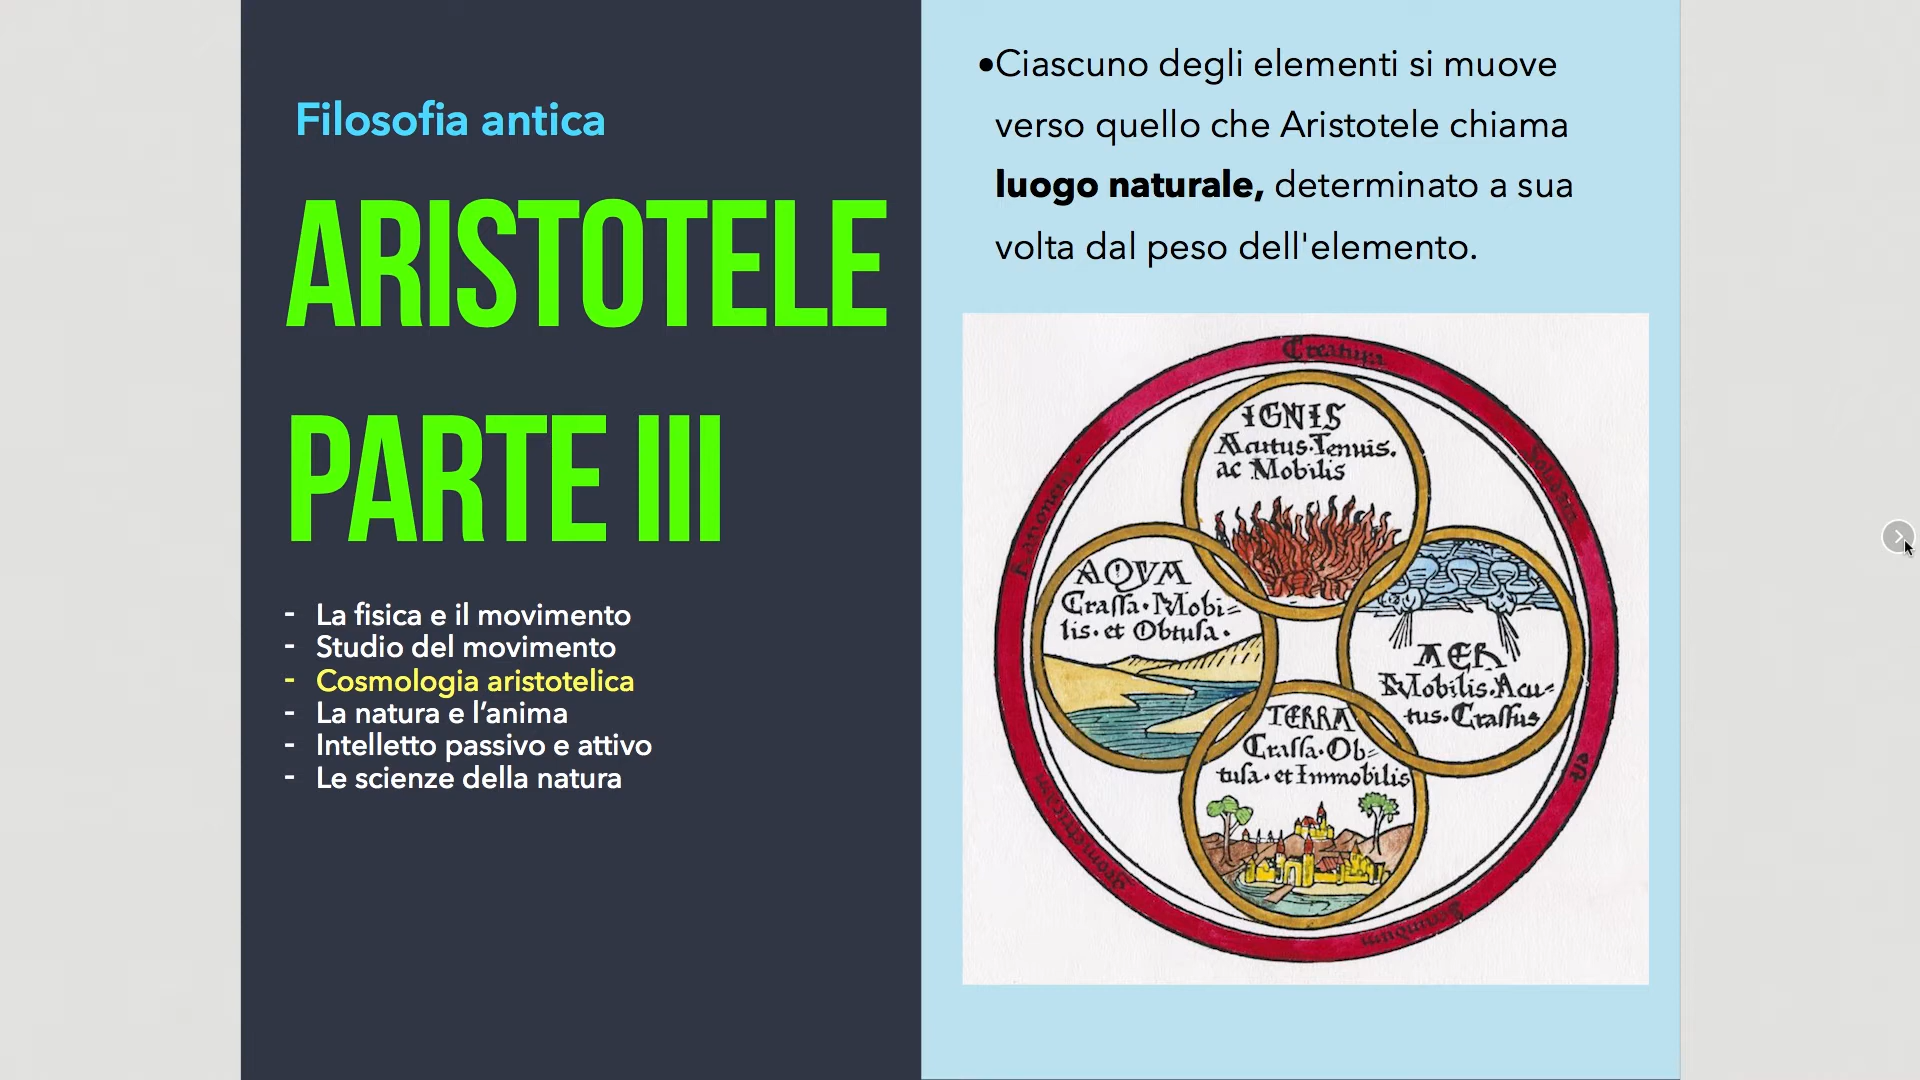 Filosofia antica
ARISTOTELE
PARTE III
- La fisica e il movimento
- Studio del movimento
- Cosmologia aristotelica
- La natura e l’anima
- Intelletto passivo e attivo
- Le scienze della natura
•Ciascuno degli elementi si muove
verso quello che Aristotele chiama
luogo naturale, determinato a sua
volta dal peso dell'elemento.
Creatura
IGNIS
Acutus·Tenuis.
ac Mobilis
AQVA
Crassa·Mobi=
lis·et Obtusa·
AER
Mobilis·Acu=
tus·Crassus
TERRA
Crassa·Ob=
tusa·et Immobilis
est